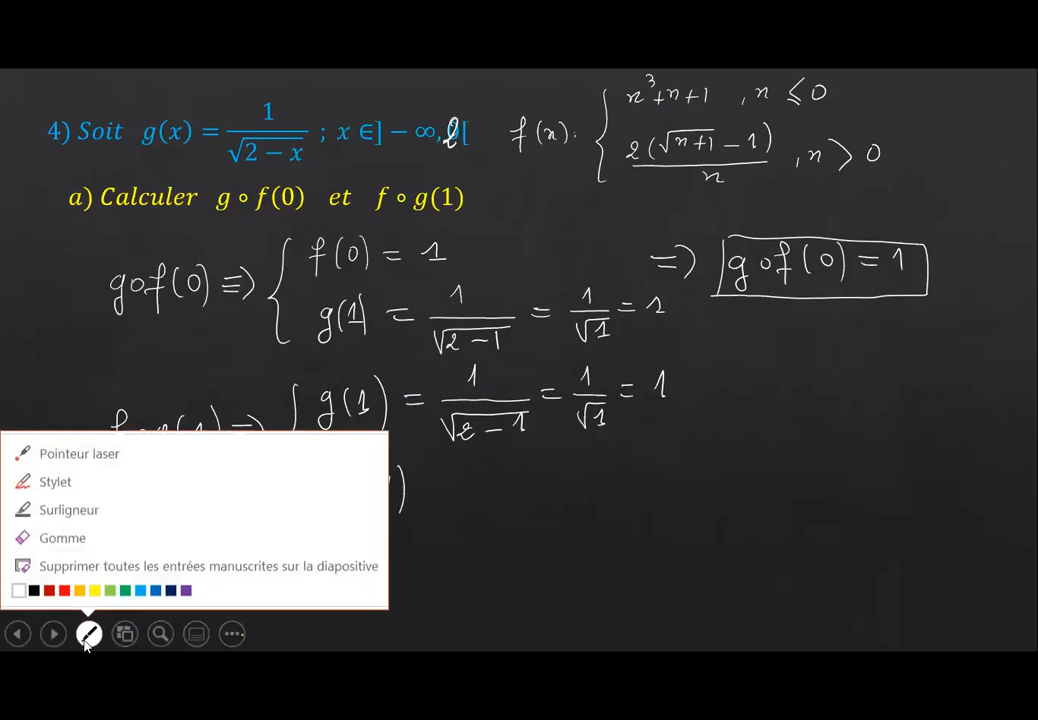 4) Soit g(x) = 1/√(2−x) ; x ∈ ]−∞, 2[
f(x): { x³+x+1 , x ≤ 0
2(√(x+1) − 1)/x , x > 0
a) Calculer g∘f(0) et f∘g(1)
gof(0) ≡> { f(0) = 1
g(1) = 1/√(2−1) = 1/√1 = 1
=> gof(0) = 1
g(1) = 1/√(2−1) = 1/√1 = 1
Pointeur laser
Stylet
Surligneur
Gomme
Supprimer toutes les entrées manuscrites sur la diapositive